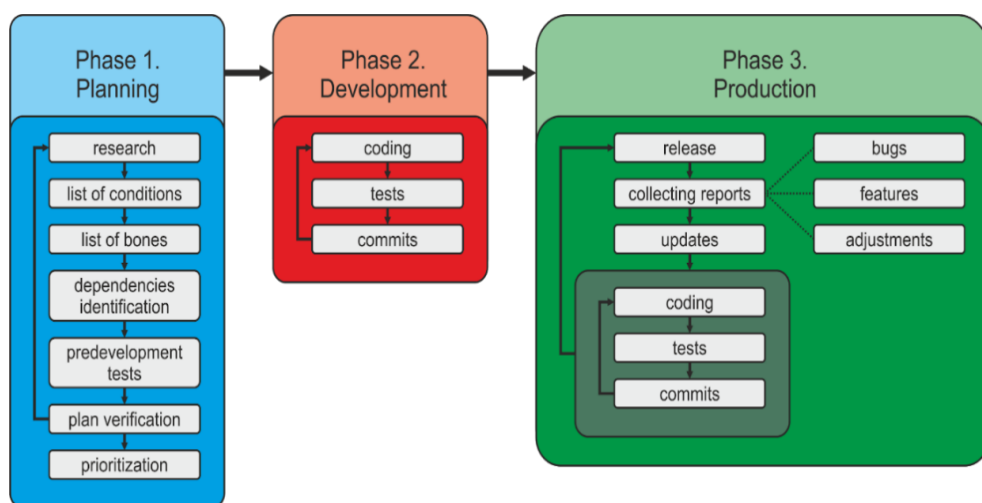 Phase 1.
Planning
research
list of conditions
list of bones
dependencies
identification
predevelopment
tests
plan verification
prioritization
Phase 2.
Development
coding
tests
commits
Phase 3.
Production
release
collecting reports
updates
coding
tests
commits
bugs
features
adjustments